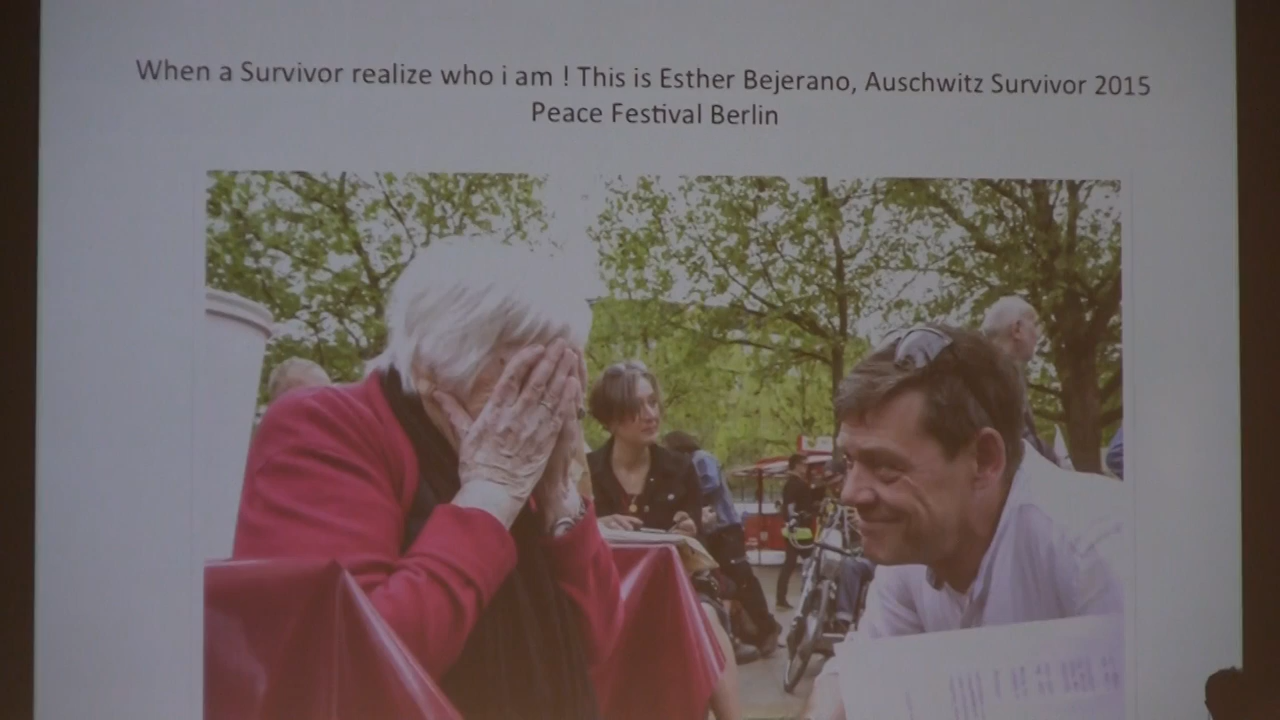 When a Survivor realize who i am ! This is Esther Bejerano, Auschwitz Survivor 2015
Peace Festival Berlin